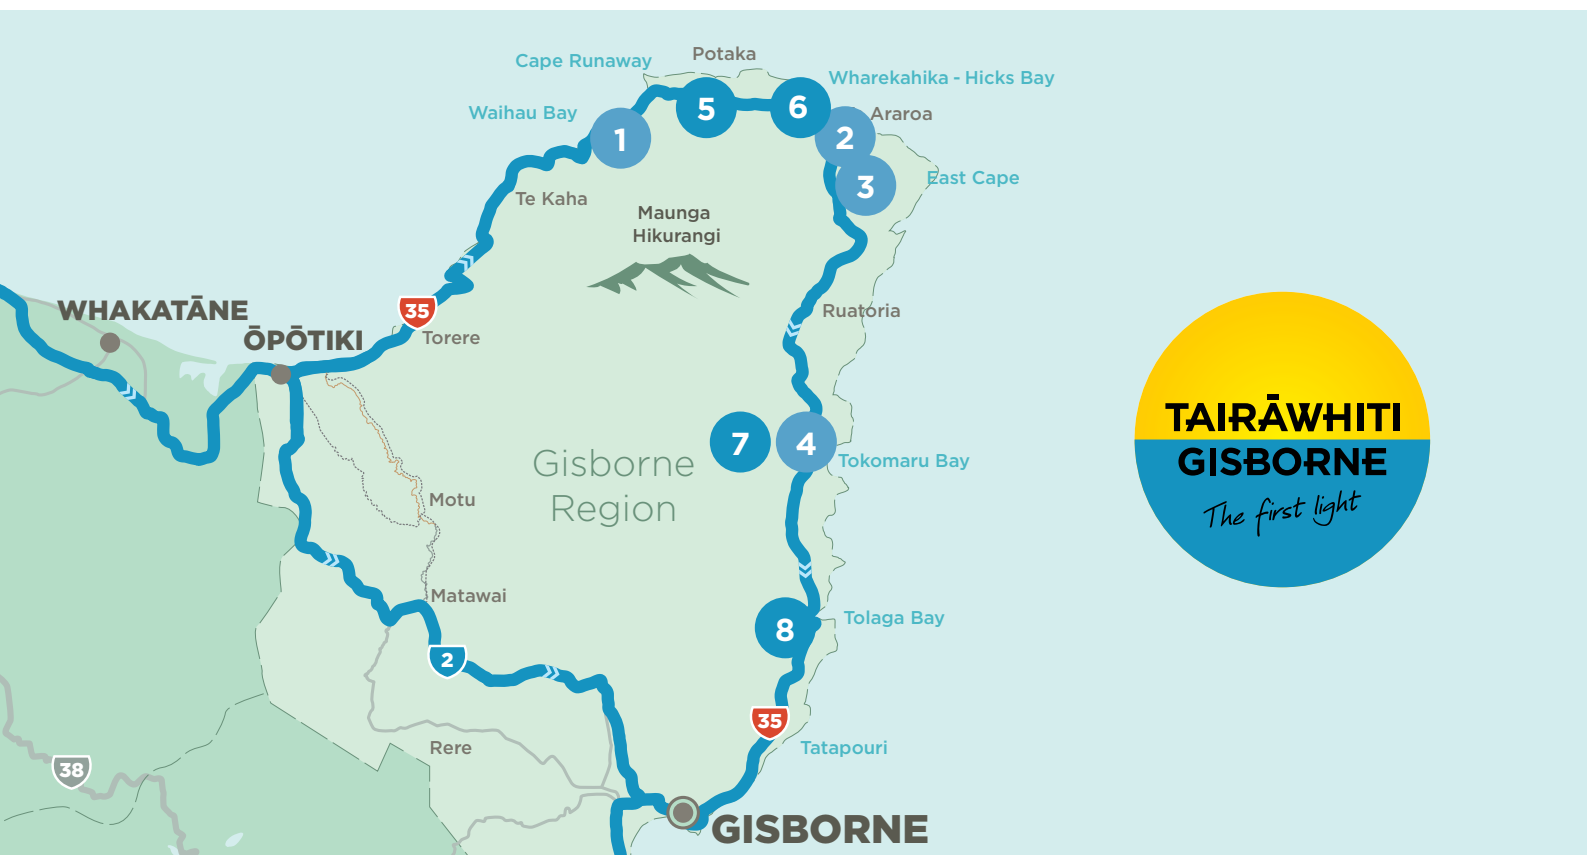 Potaka
Cape Runaway
Wharekahika - Hicks Bay
Waihau Bay
5
6
Araroa
1
2
East Cape
3
Te Kaha
Maunga
Hikurangi
WHAKATĀNE
35
Ruatoria
ŌPŌTIKI
Torere
TAIRĀWHITI
GISBORNE
The first light
7
4
Gisborne
Region
Tokomaru Bay
Motu
Matawai
Tolaga Bay
8
2
35
Rere
Tatapouri
38
GISBORNE